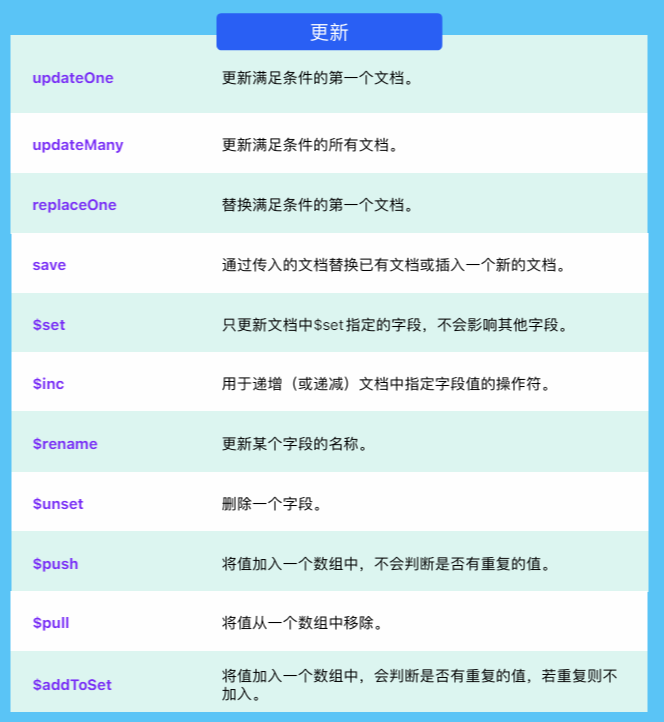 更新
updateOne 更新满足条件的第一个文档。
updateMany 更新满足条件的所有文档。
replaceOne 替换满足条件的第一个文档。
save 通过传入的文档替换已有文档或插入一个新的文档。
$set 只更新文档中$set指定的字段，不会影响其他字段。
$inc 用于递增（或递减）文档中指定字段值的操作符。
$rename 更新某个字段的名称。
$unset 删除一个字段。
$push 将值加入一个数组中，不会判断是否有重复的值。
$pull 将值从一个数组中移除。
$addToSet 将值加入一个数组中，会判断是否有重复的值，若重复则不
加入。